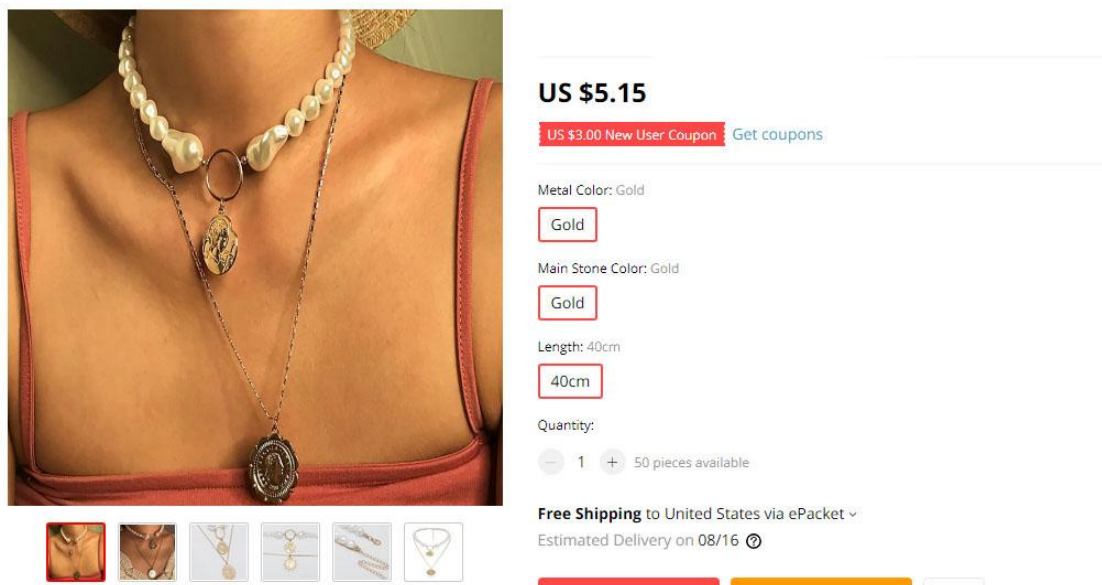 US $5.15
US $3.00 New User Coupon Get coupons
Metal Color: Gold
Gold
Main Stone Color: Gold
Gold
Length: 40cm
40cm
Quantity:
− 1 + 50 pieces available
Free Shipping to United States via ePacket
Estimated Delivery on 08/16 ?